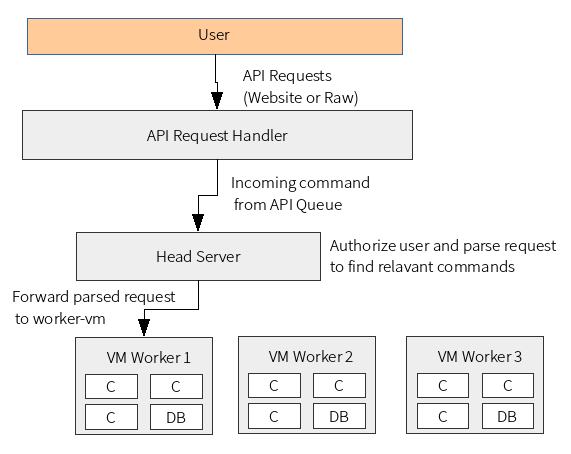 User
API Requests
(Website or Raw)
API Request Handler
Incoming command
from API Queue
Head Server
Authorize user and parse request
to find relavant commands
Forward parsed request
to worker-vm
VM Worker 1
C C
C DB
VM Worker 2
C C
C DB
VM Worker 3
C C
C DB